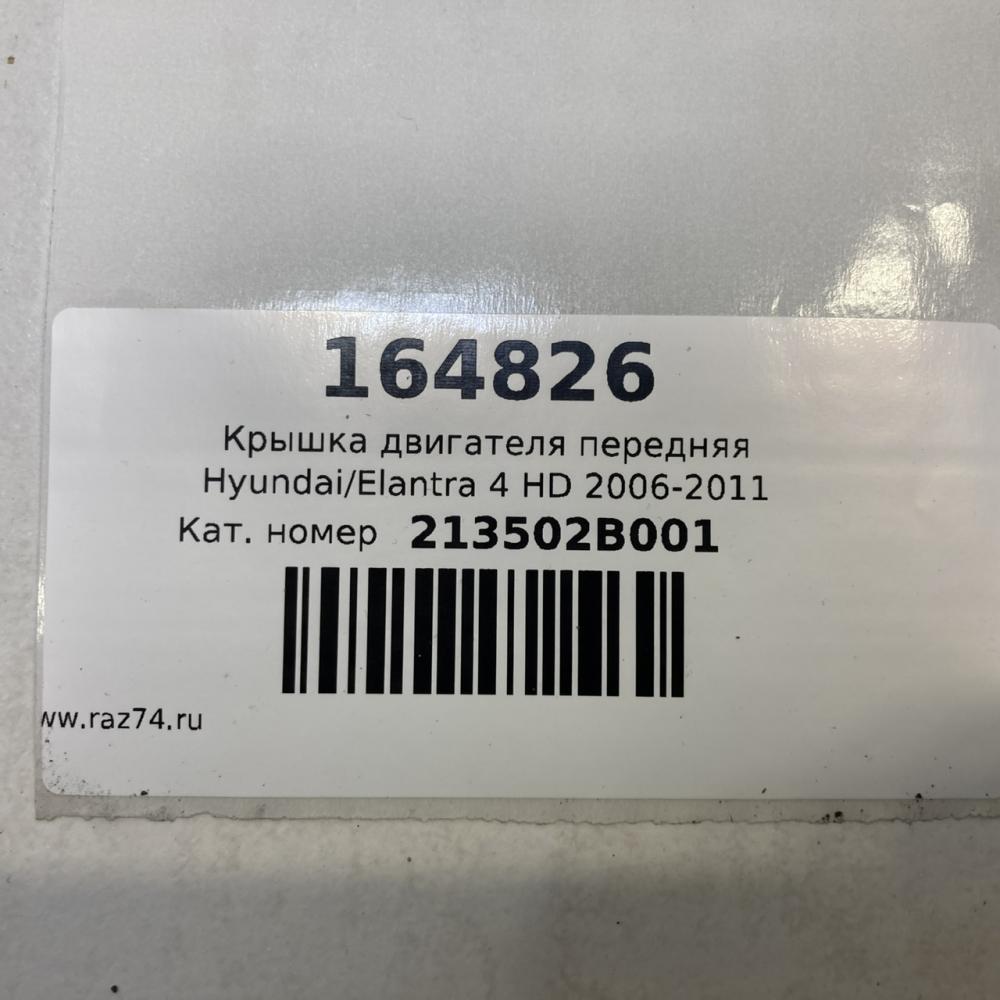 164826
Крышка двигателя передняя
Hyundai/Elantra 4 HD 2006-2011
Кат. номер 213502B001
ww.raz74.ru